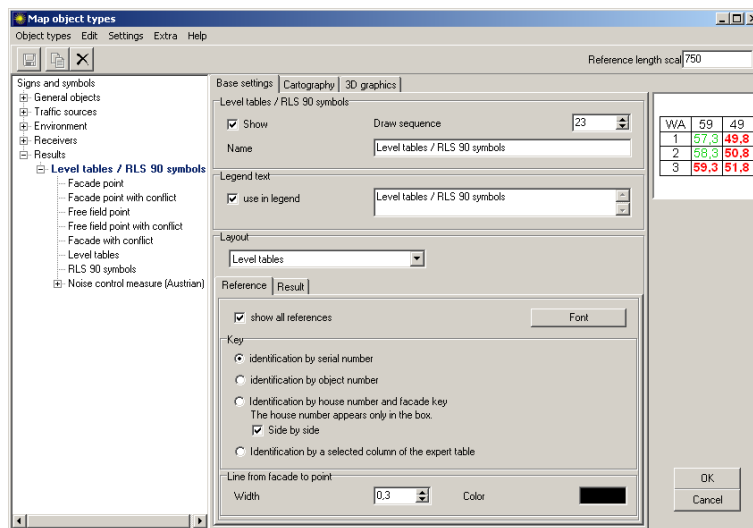 Map object types
Object types Edit Settings Extra Help
Reference length scal 750
Signs and symbols
General objects
Traffic sources
Environment
Receivers
Results
Level tables / RLS 90 symbols
Facade point
Facade point with conflict
Free field point
Free field point with conflict
Facade with conflict
Level tables
RLS 90 symbols
Noise control measure (Austrian)
Base settings Cartography 3D graphics
Level tables / RLS 90 symbols
Show Draw sequence 23
Name Level tables / RLS 90 symbols
Legend text
use in legend Level tables / RLS 90 symbols
Layout
Level tables
Reference Result
show all references Font
Key
identification by serial number
identification by object number
Identification by house number and facade key
The house number appears only in the box.
Side by side
Identification by a selected column of the expert table
Line from facade to point
Width 0,3 Color
WA 59 49
1 57,3 49,8
2 58,3 50,8
3 59,3 51,8
OK
Cancel